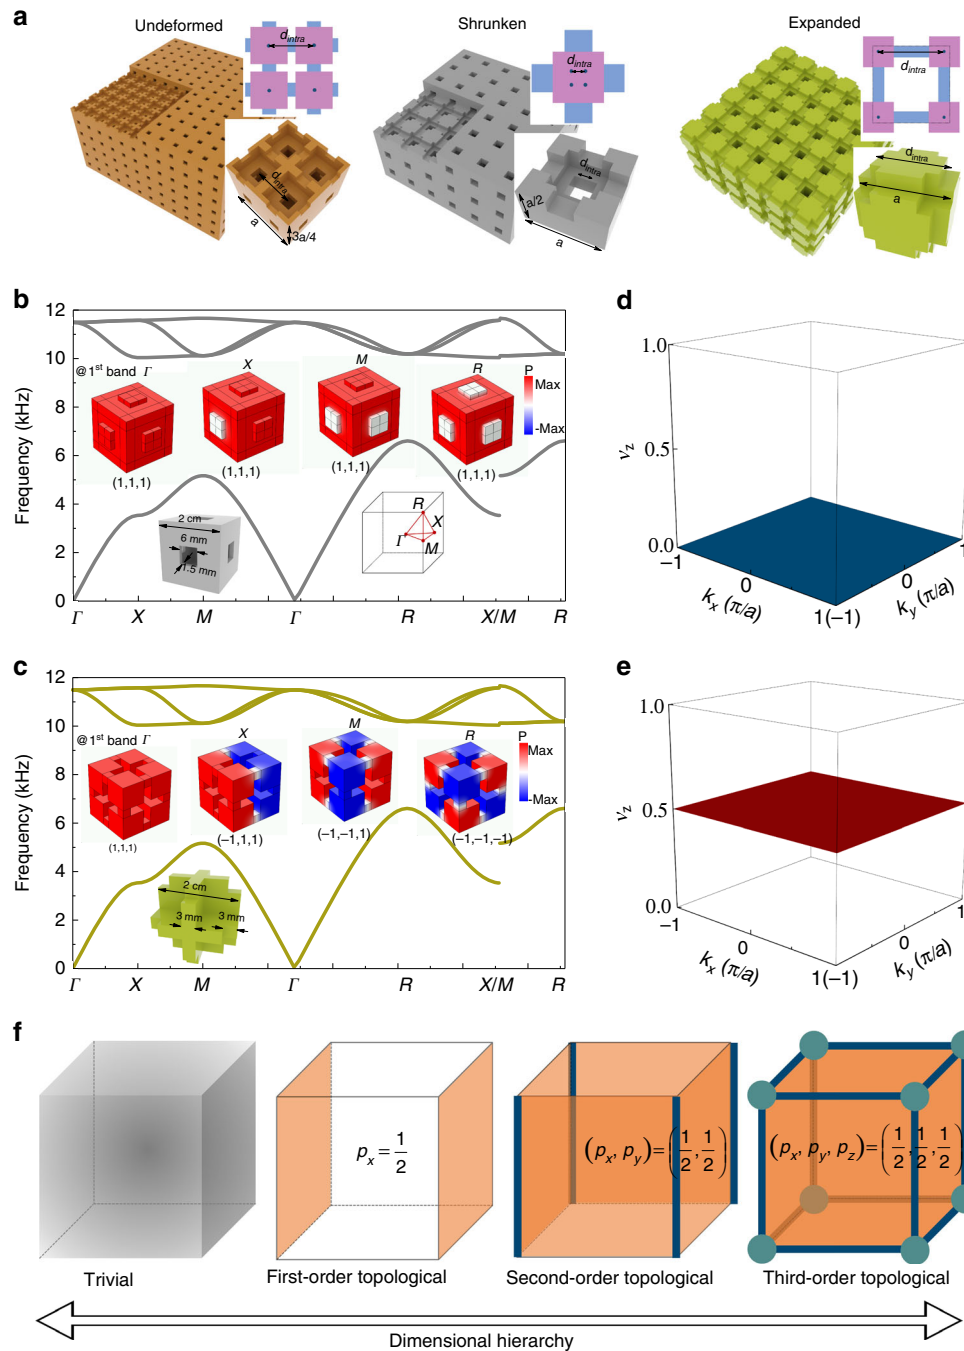 a
Undeformed
Shrunken
Expanded
d_intra
d_intra
d_intra
d_intra
a
3a/4
d_intra
a/2
a
d_intra
a
b
12
10
8
6
4
2
0
Frequency (kHz)
@1st band Γ
X
M
R
P
Max
-Max
(1,1,1)
(1,1,1)
(1,1,1)
(1,1,1)
2 cm
6 mm
1.5 mm
R
X
Γ
M
Γ
X
M
Γ
R
X/M
R
d
1.0
0.5
0.0
ν_z
−1
0
1(−1)
0
1
k_x (π/a)
k_y (π/a)
c
12
10
8
6
4
2
0
Frequency (kHz)
@1st band Γ
X
M
R
P
Max
-Max
(1,1,1)
(−1,1,1)
(−1,−1,1)
(−1,−1,−1)
2 cm
3 mm
3 mm
Γ
X
M
Γ
R
X/M
R
e
1.0
0.5
0.0
ν_z
−1
0
1(−1)
0
1
k_x (π/a)
k_y (π/a)
f
p_x = 1/2
(p_x, p_y)=(1/2, 1/2)
(p_x, p_y, p_z)=(1/2, 1/2, 1/2)
Trivial
First-order topological
Second-order topological
Third-order topological
Dimensional hierarchy